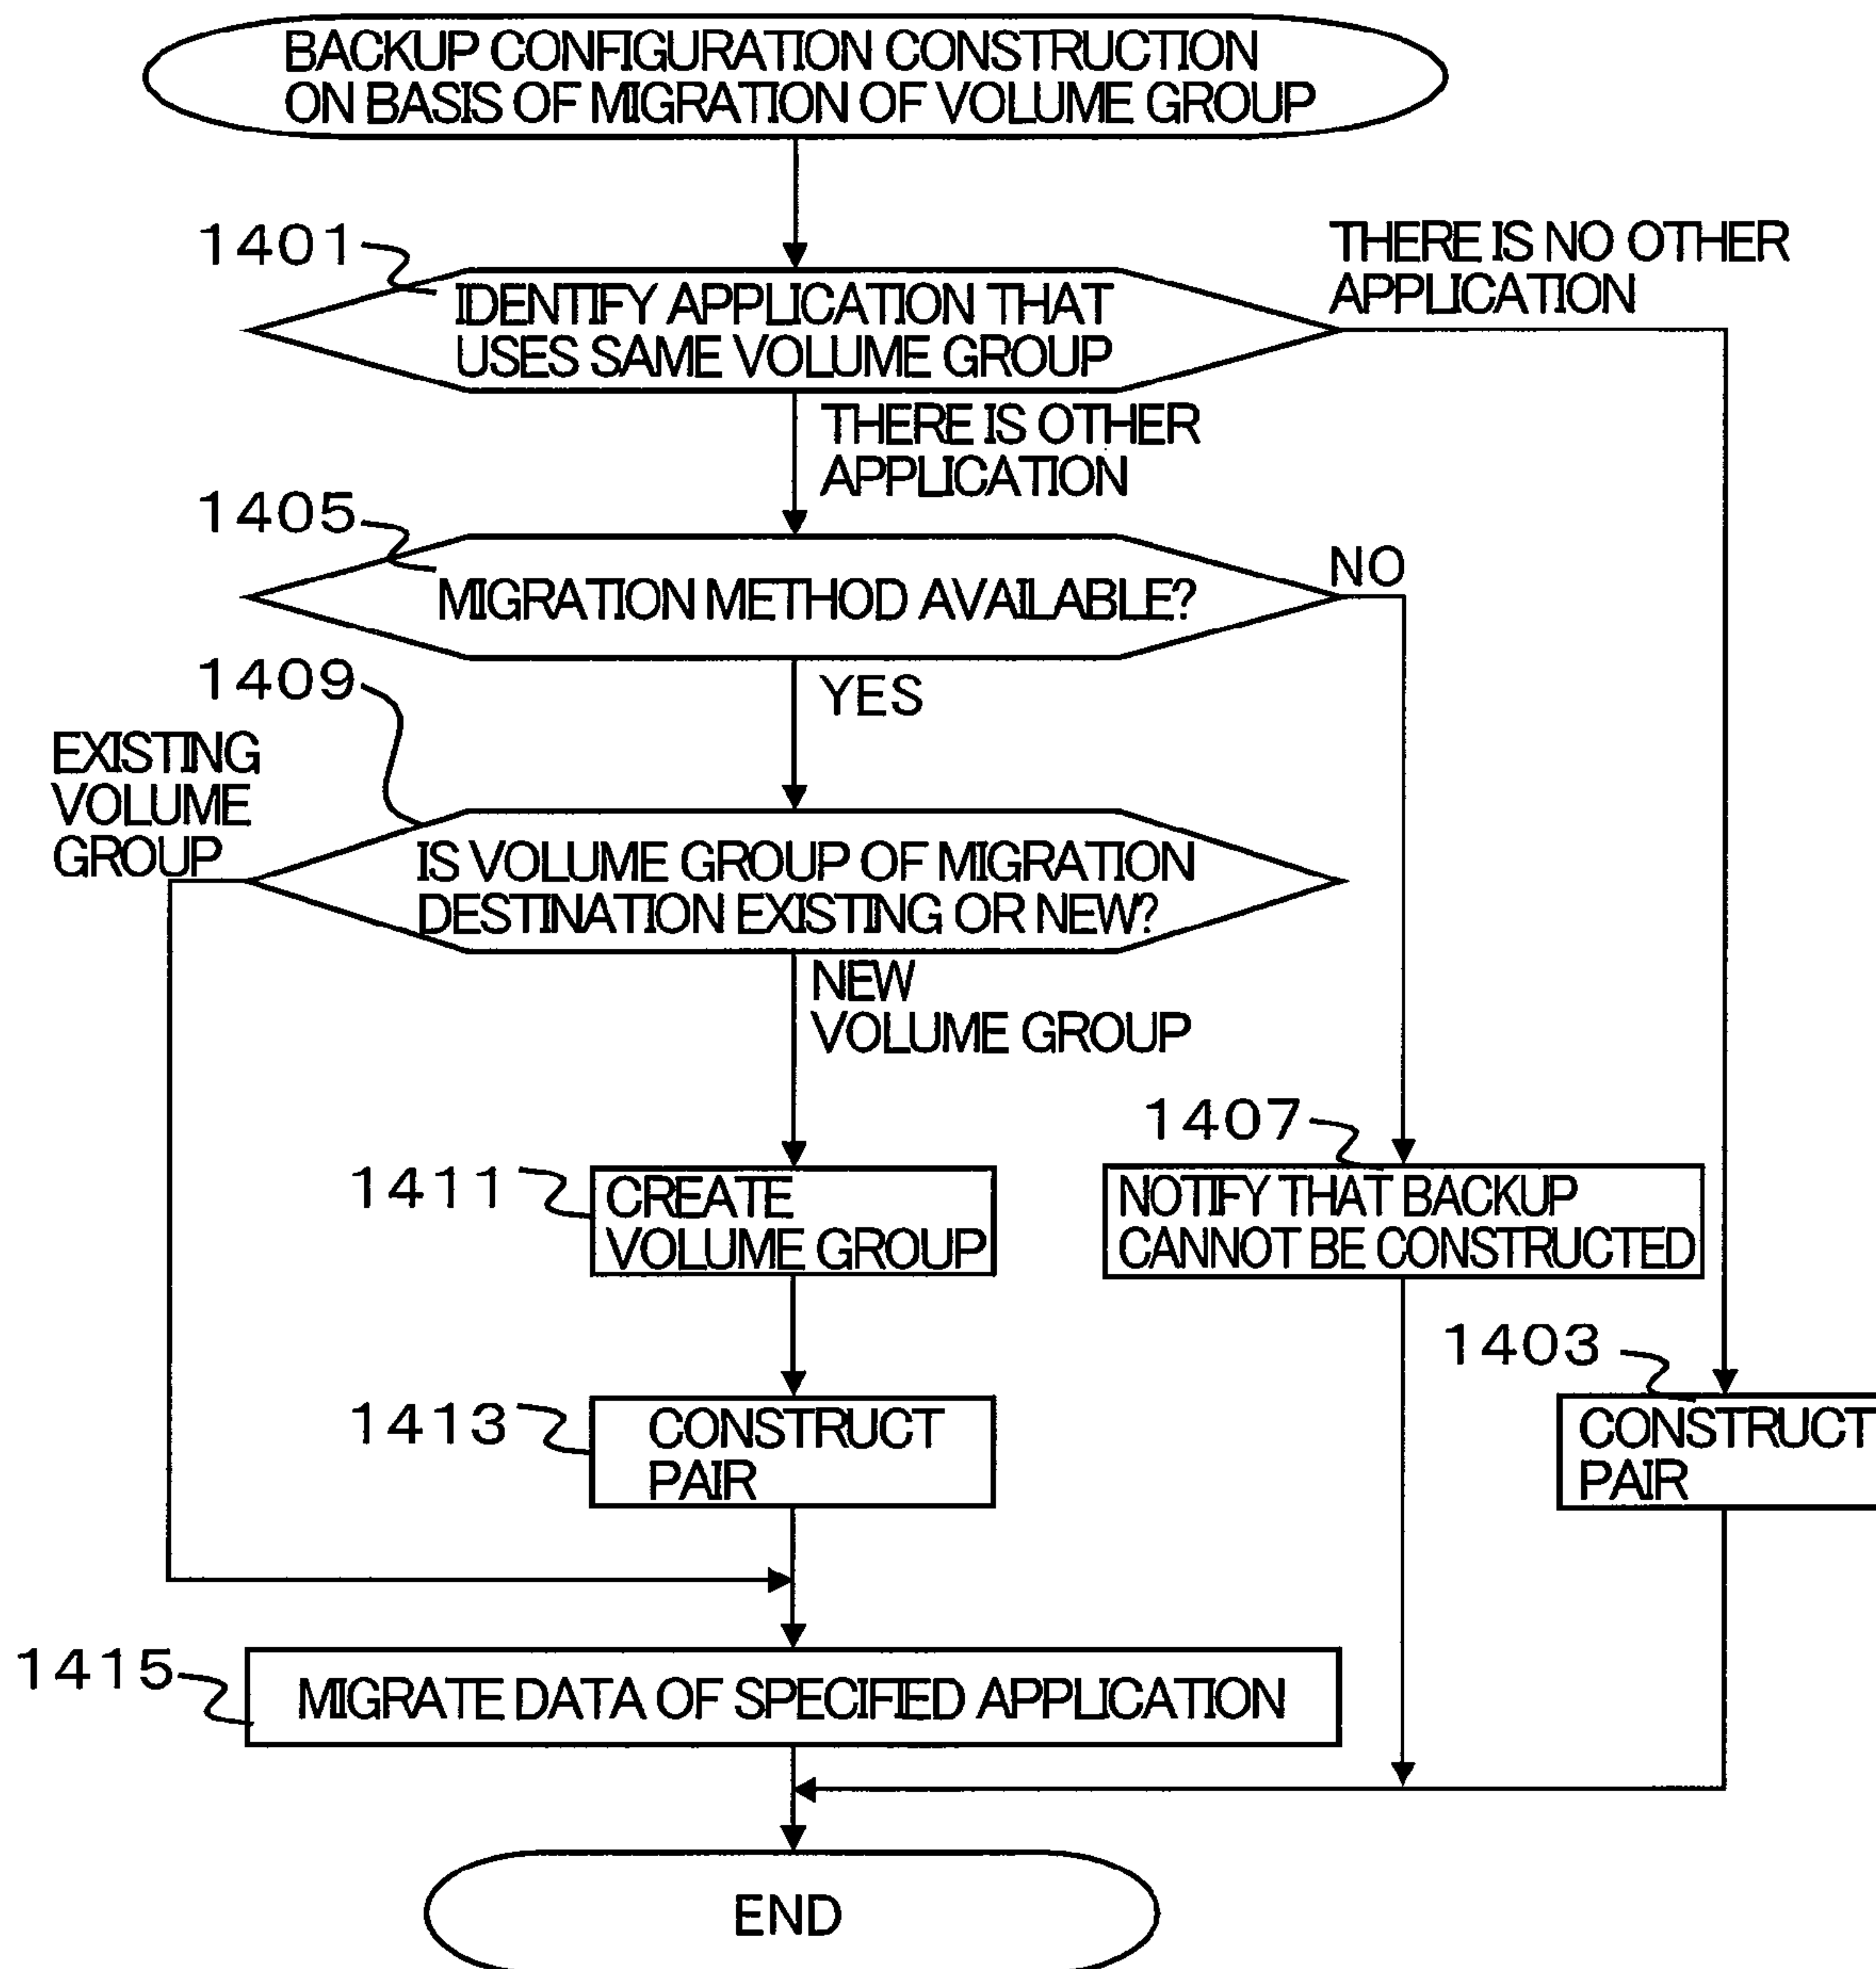 BACKUP CONFIGURATION CONSTRUCTION
ON BASIS OF MIGRATION OF VOLUME GROUP
1401
THERE IS NO OTHER
APPLICATION
IDENTIFY APPLICATION THAT
USES SAME VOLUME GROUP
THERE IS OTHER
APPLICATION
1405
NO
MIGRATION METHOD AVAILABLE?
1409
YES
EXISTING
VOLUME
GROUP
IS VOLUME GROUP OF MIGRATION
DESTINATION EXISTING OR NEW?
NEW
VOLUME GROUP
1407
1411
CREATE
VOLUME GROUP
NOTIFY THAT BACKUP
CANNOT BE CONSTRUCTED
1403
1413
CONSTRUCT
PAIR
CONSTRUCT
PAIR
1415
MIGRATE DATA OF SPECIFIED APPLICATION
END